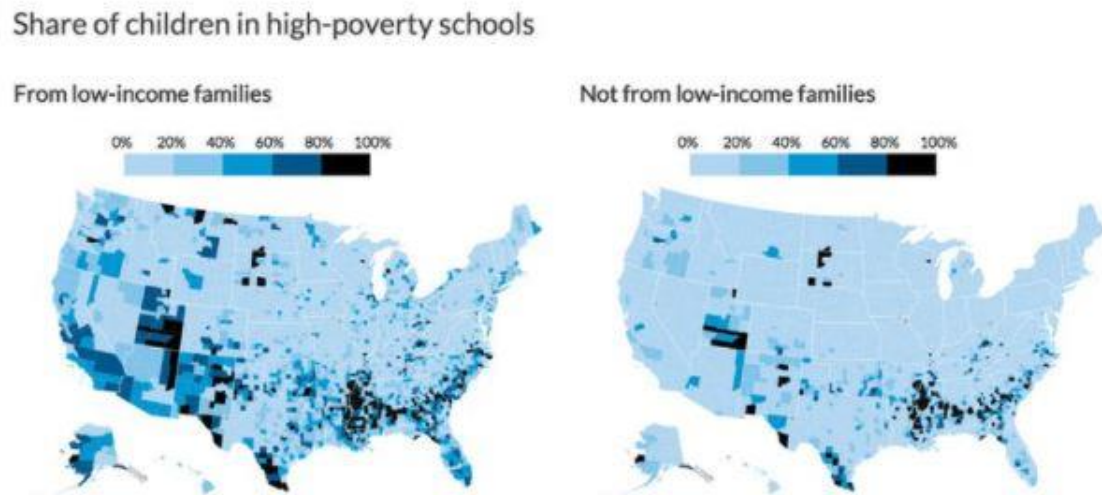 Share of children in high-poverty schools
From low-income families
Not from low-income families
0% 20% 40% 60% 80% 100%
0% 20% 40% 60% 80% 100%